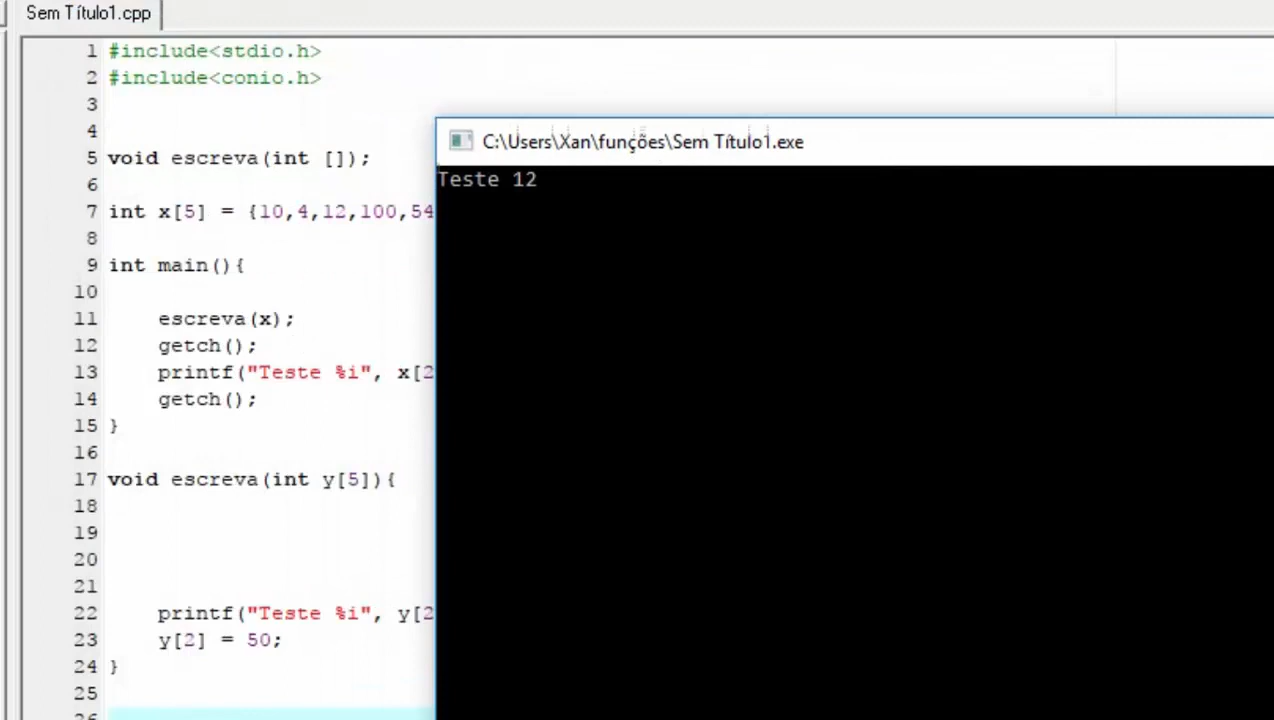 Sem Título1.cpp
1 #include<stdio.h>
2 #include<conio.h>
3
4
C:\Users\Xan\funções\Sem Título1.exe
5 void escreva(int []);
Teste 12
6
7 int x[5] = {10,4,12,100,54
8
9 int main(){
10
11 escreva(x);
12 getch();
13 printf("Teste %i", x[2
14 getch();
15 }
16
17 void escreva(int y[5]){
18
19
20
21
22 printf("Teste %i", y[2
23 y[2] = 50;
24 }
25
26